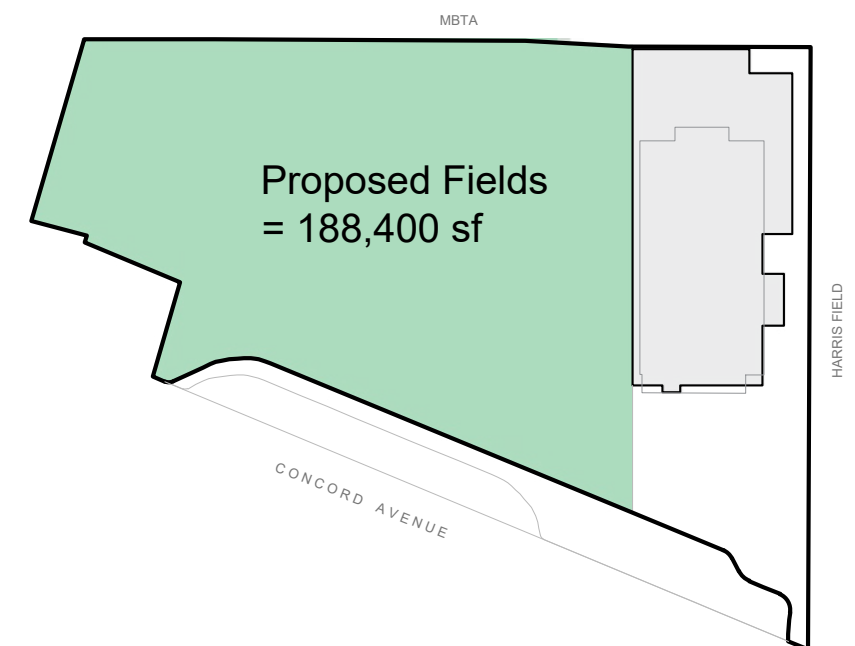 MBTA
Proposed Fields
= 188,400 sf
HARRIS FIELD
CONCORD AVENUE